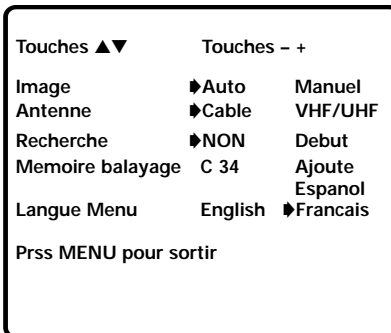 Touches ▲▼ Touches – +
Image ➧Auto Manuel
Antenne ➧Cable VHF/UHF
Recherche ➧NON Debut
Memoire balayage C 34 Ajoute
Espanol
Langue Menu English ➧Francais
Prss MENU pour sortir